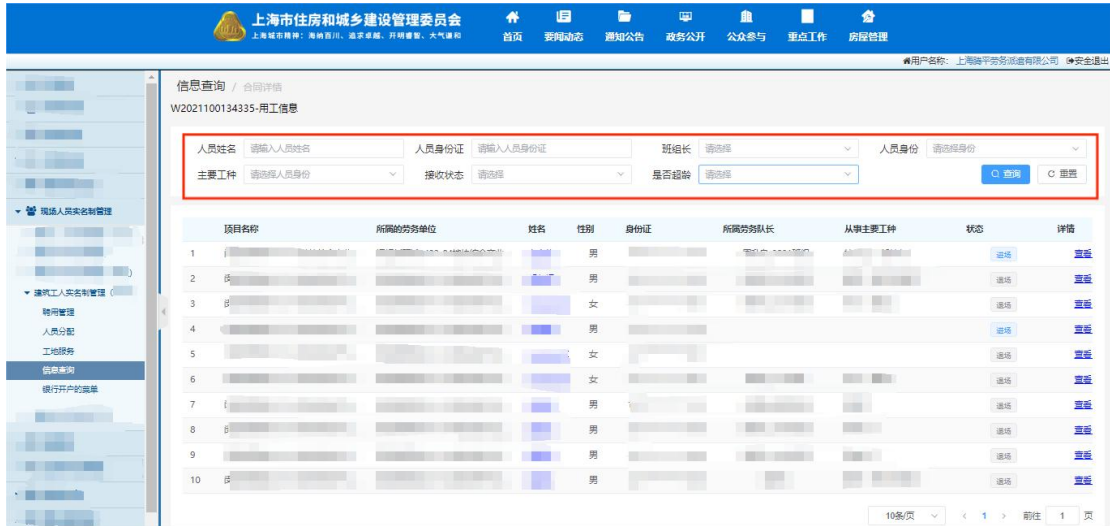 上海市住房和城乡建设管理委员会
上海城市精神：海纳百川、追求卓越、开明睿智、大气谦和
首页 要闻动态 通知公告 政务公开 公众参与 重点工作 房屋管理
用户名称： 上海隆平劳务派遣有限公司 安全退出
信息查询 / 合同详情
W2021100134335-用工信息
人员姓名 请输入人员姓名 人员身份证 请输入人员身份证 班组长 请选择 人员身份 请选择身份
主要工种 请选择人员身份 接收状态 请选择 是否超龄 请选择 查询 重置
现场人员实名制管理
建筑工人实名制管理（
聘用管理
人员分配
工地服务
信息查询
银行开户的菜单
项目名称 所属的劳务单位 姓名 性别 身份证 所属劳务队长 从事主要工种 状态 详情
1 男 进场 查看
2 男 退场 查看
3 女 退场 查看
4 男 进场 查看
5 女 退场 查看
6 女 退场 查看
7 男 退场 查看
8 男 退场 查看
9 男 退场 查看
10 男 退场 查看
10条/页 < 1 > 前往 1 页